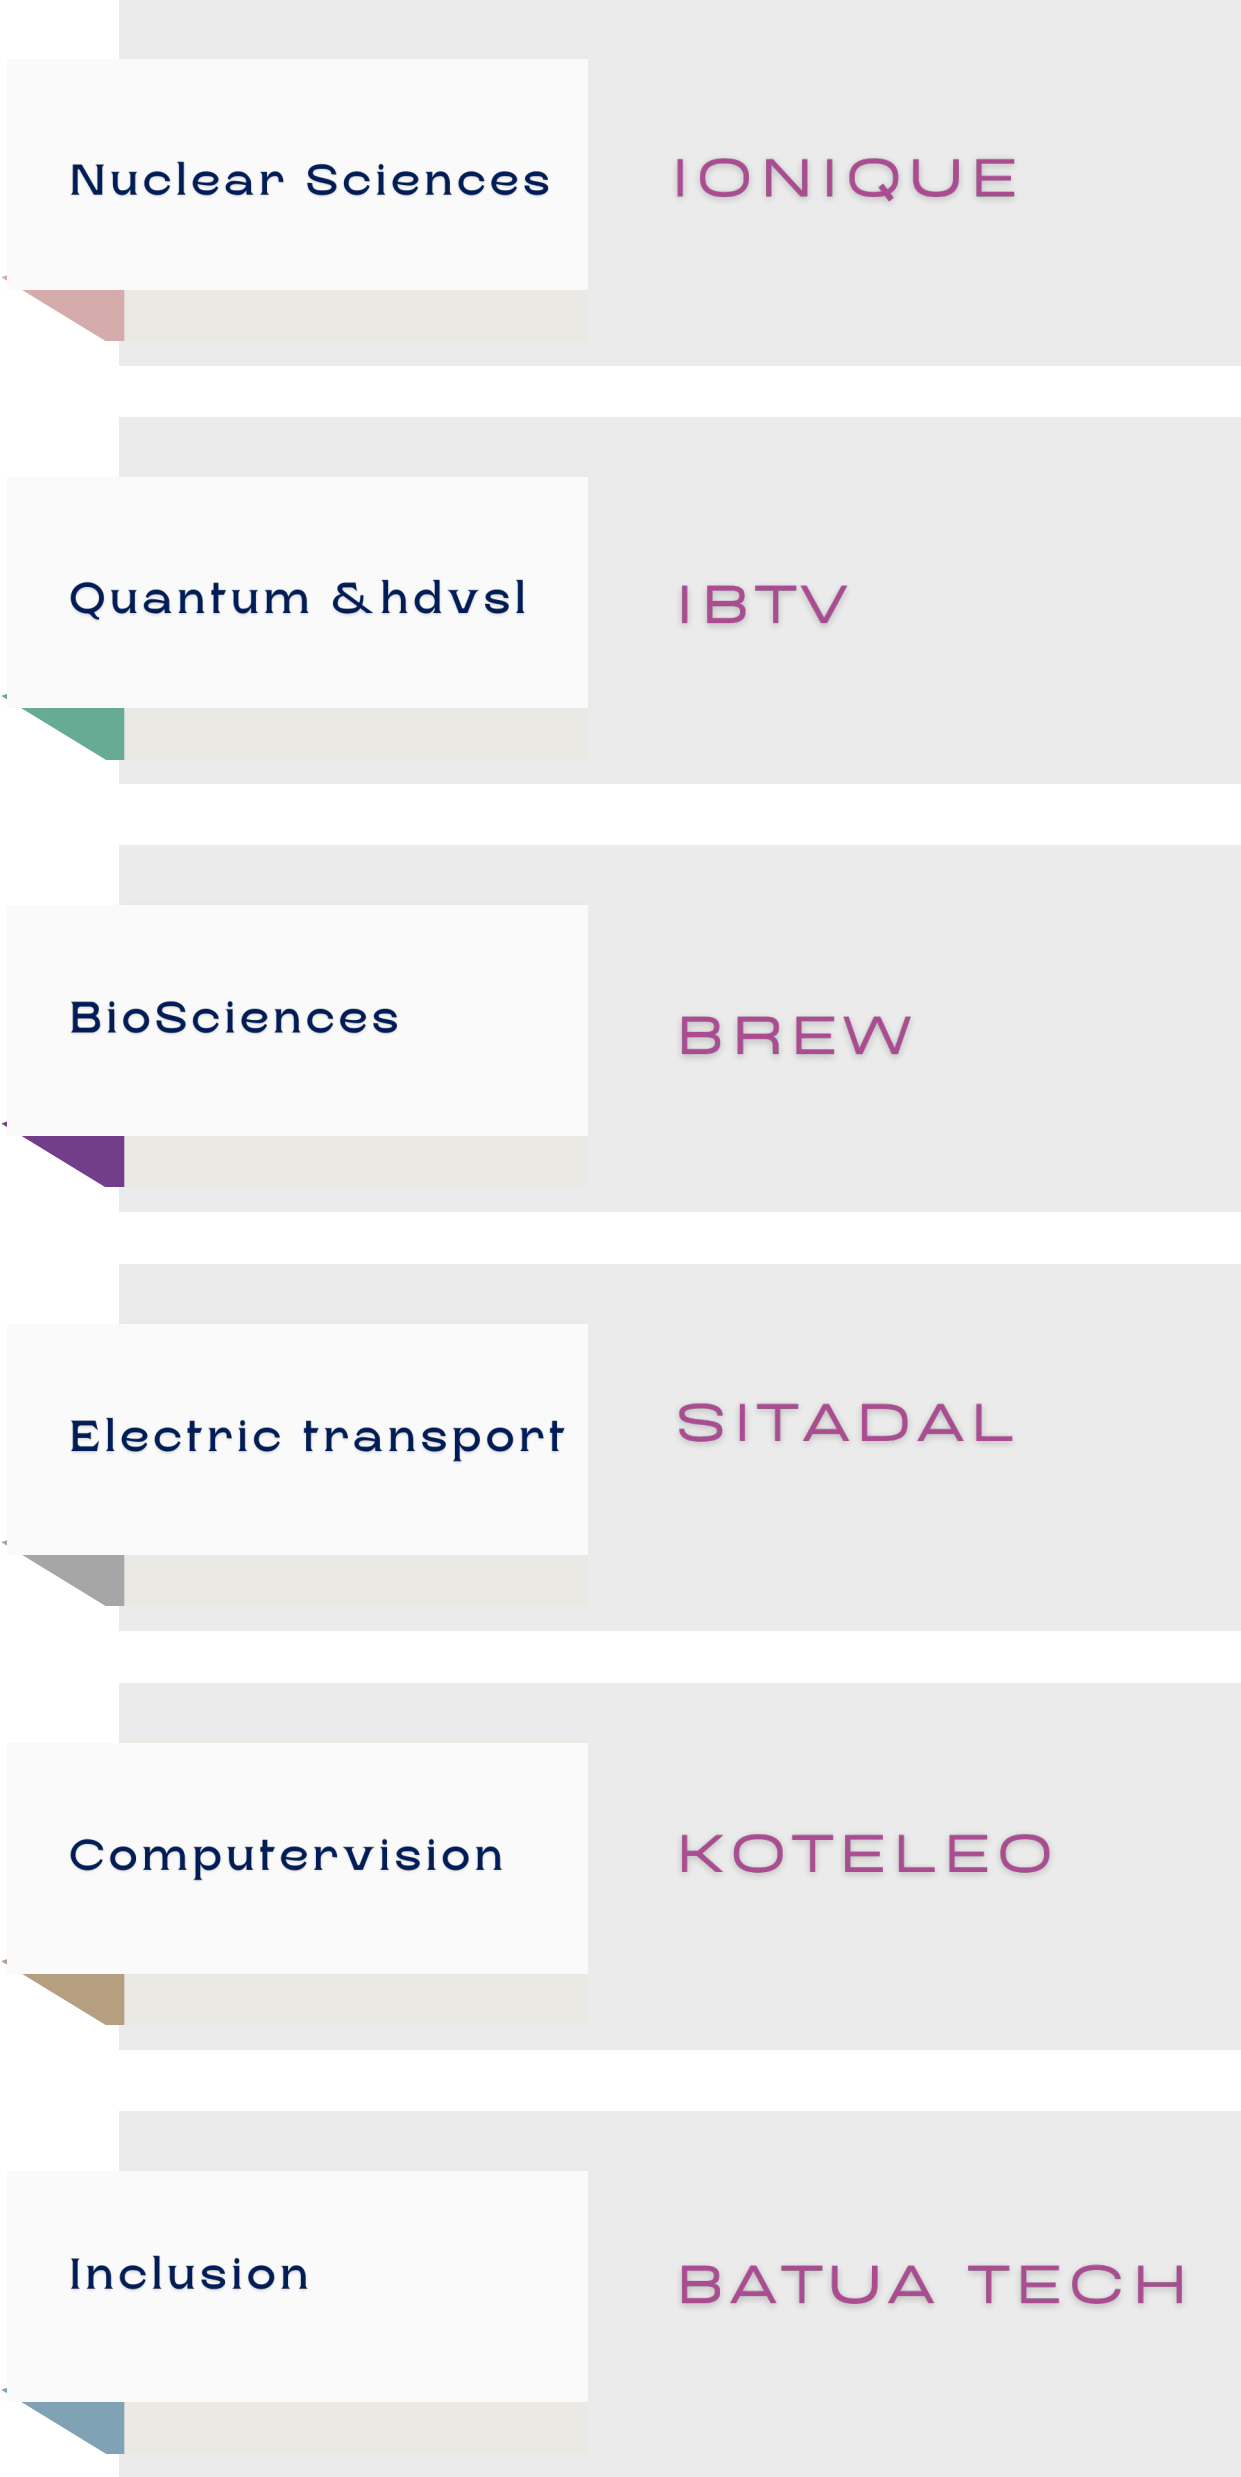 Nuclear Sciences
IONIQUE
Quantum &hdvsl
IBTV
BioSciences
BREW
Electric transport
SITADAL
Computervision
KOTELEO
Inclusion
BATUA TECH